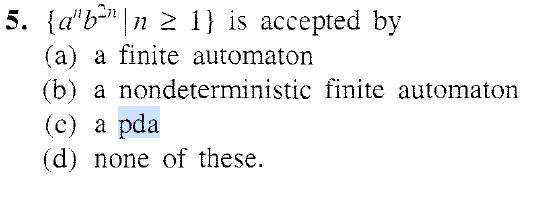 5. {aⁿb²ⁿ | n ≥ 1} is accepted by
(a) a finite automaton
(b) a nondeterministic finite automaton
(c) a pda
(d) none of these.